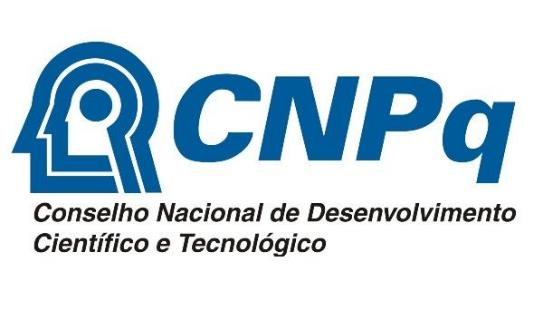 CNPq
Conselho Nacional de Desenvolvimento
Científico e Tecnológico